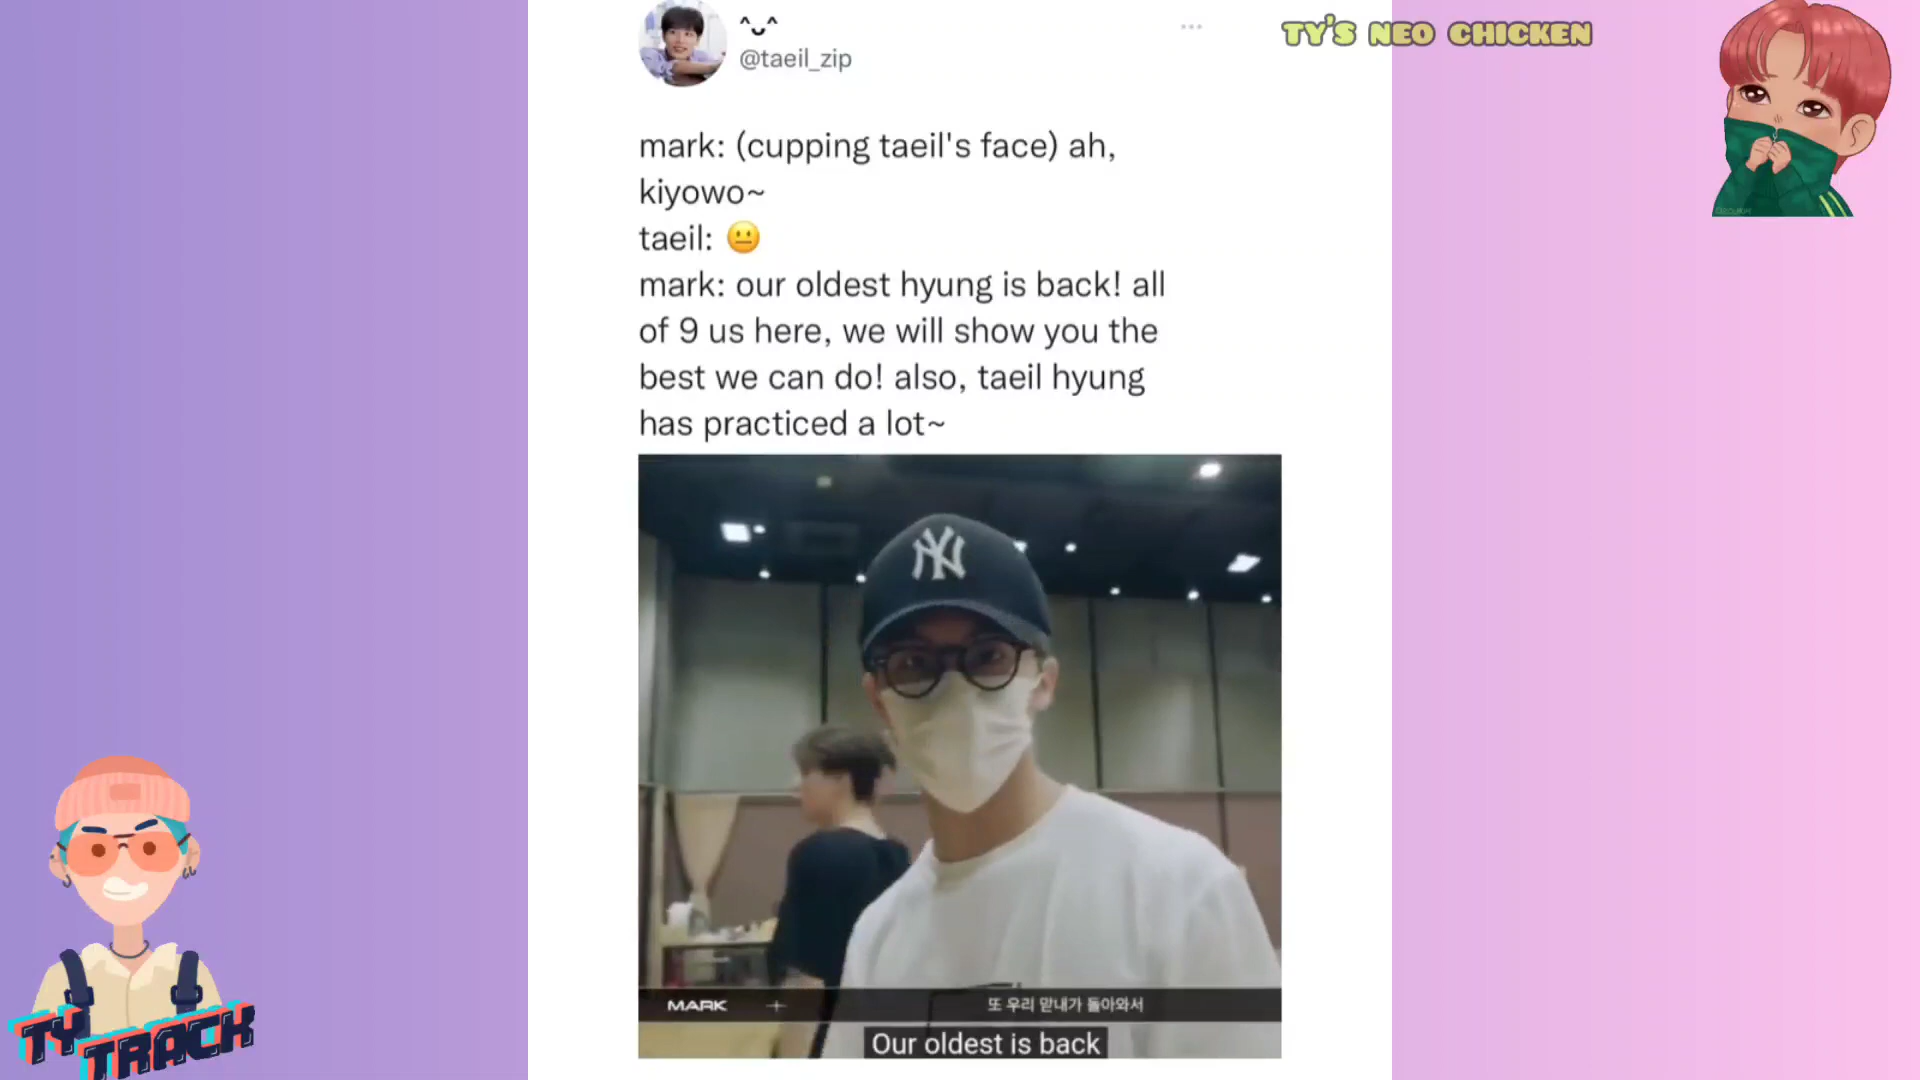 ^ᴗ^
@taeil_zip
TY'S NEO CHICKEN
mark: (cupping taeil's face) ah,
kiyowo~
taeil: 😐
mark: our oldest hyung is back! all
of 9 us here, we will show you the
best we can do! also, taeil hyung
has practiced a lot~
NY
MARK + 또 우리 맏내가 돌아와서
Our oldest is back
TY
TRACK